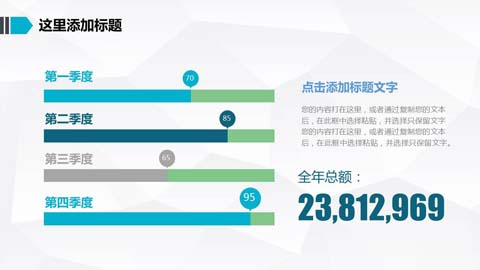 这里添加标题
第一季度
70
第二季度
85
第三季度
65
第四季度
95
点击添加标题文字
您的内容打在这里，或者通过复制您的文本
后，在此框中选择粘贴，并选择只保留文字
您的内容打在这里，或者通过复制您的文本
后，在此框中选择粘贴，并选择只保留文字。
全年总额：
23,812,969